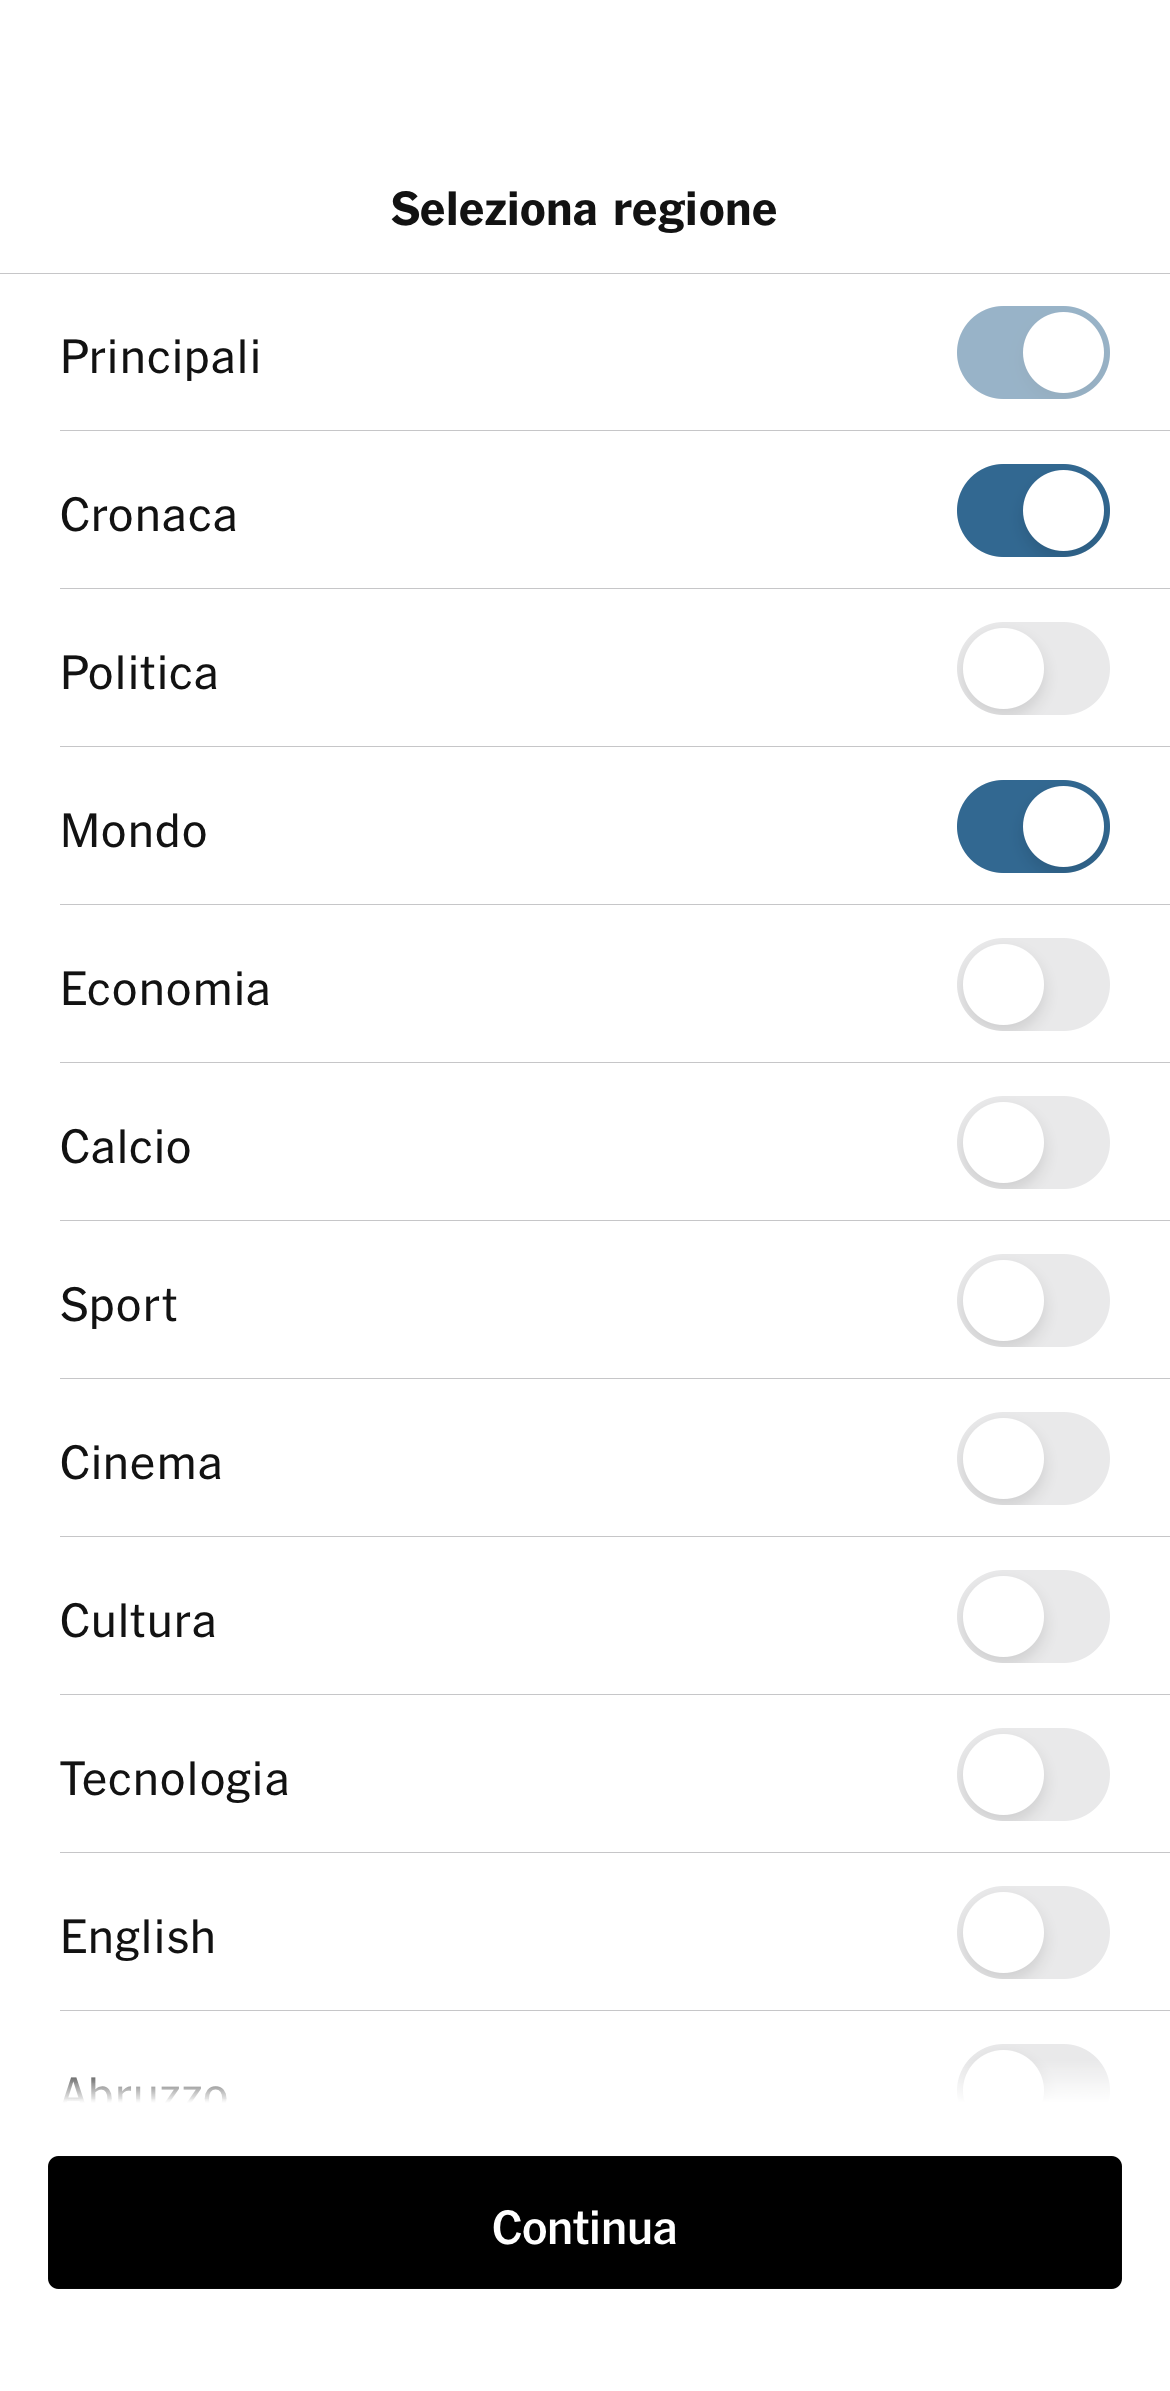 Seleziona regione
Principali
Cronaca
Politica
Mondo
Economia
Calcio
Sport
Cinema
Cultura
Tecnologia
English
Abruzzo
Continua